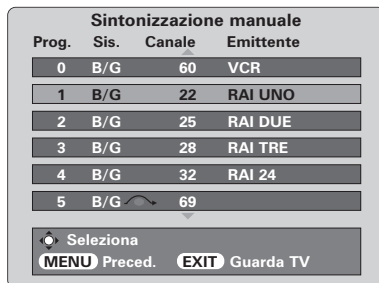 Sintonizzazione manuale
Prog. Sis. Canale Emittente
0 B/G 60 VCR
1 B/G 22 RAI UNO
2 B/G 25 RAI DUE
3 B/G 28 RAI TRE
4 B/G 32 RAI 24
5 B/G 69
Seleziona
MENU Preced. EXIT Guarda TV